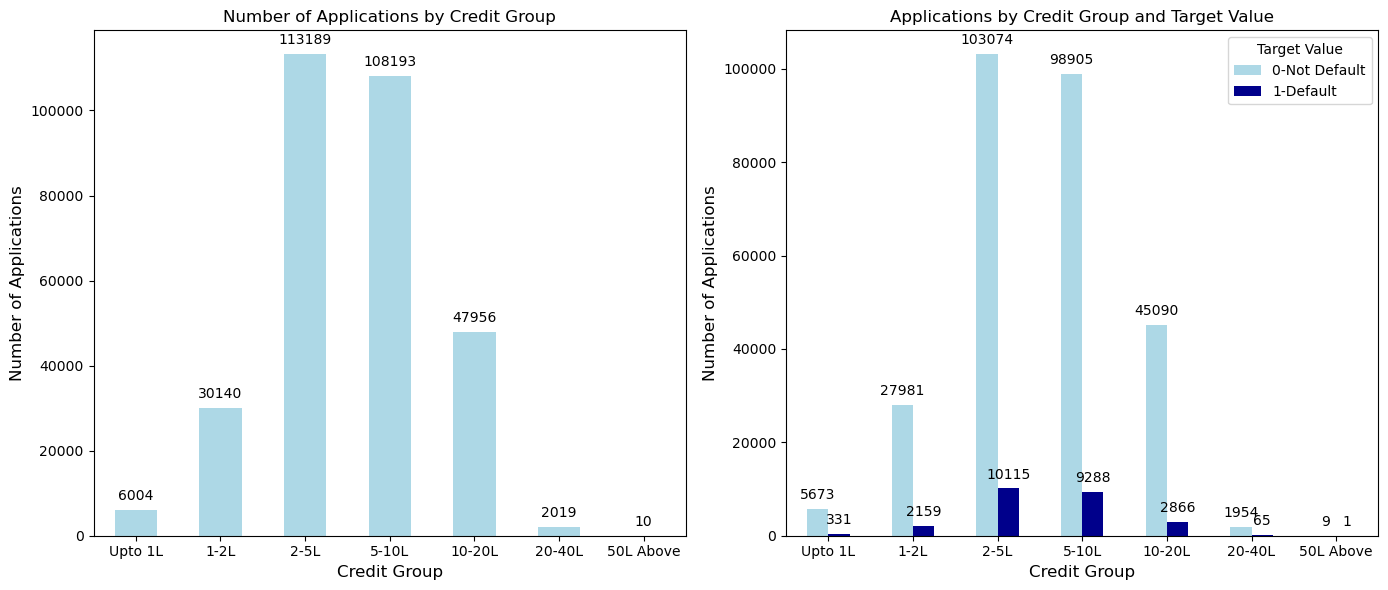 Number of Applications by Credit Group
Number of Applications
100000
80000
60000
40000
20000
0
6004
30140
113189
108193
47956
2019
10
Upto 1L
1-2L
2-5L
5-10L
10-20L
20-40L
50L Above
Credit Group
Applications by Credit Group and Target Value
Number of Applications
100000
80000
60000
40000
20000
0
Target Value
0-Not Default
1-Default
5673
331
27981
2159
103074
10115
98905
9288
45090
2866
1954
65
9
1
Upto 1L
1-2L
2-5L
5-10L
10-20L
20-40L
50L Above
Credit Group